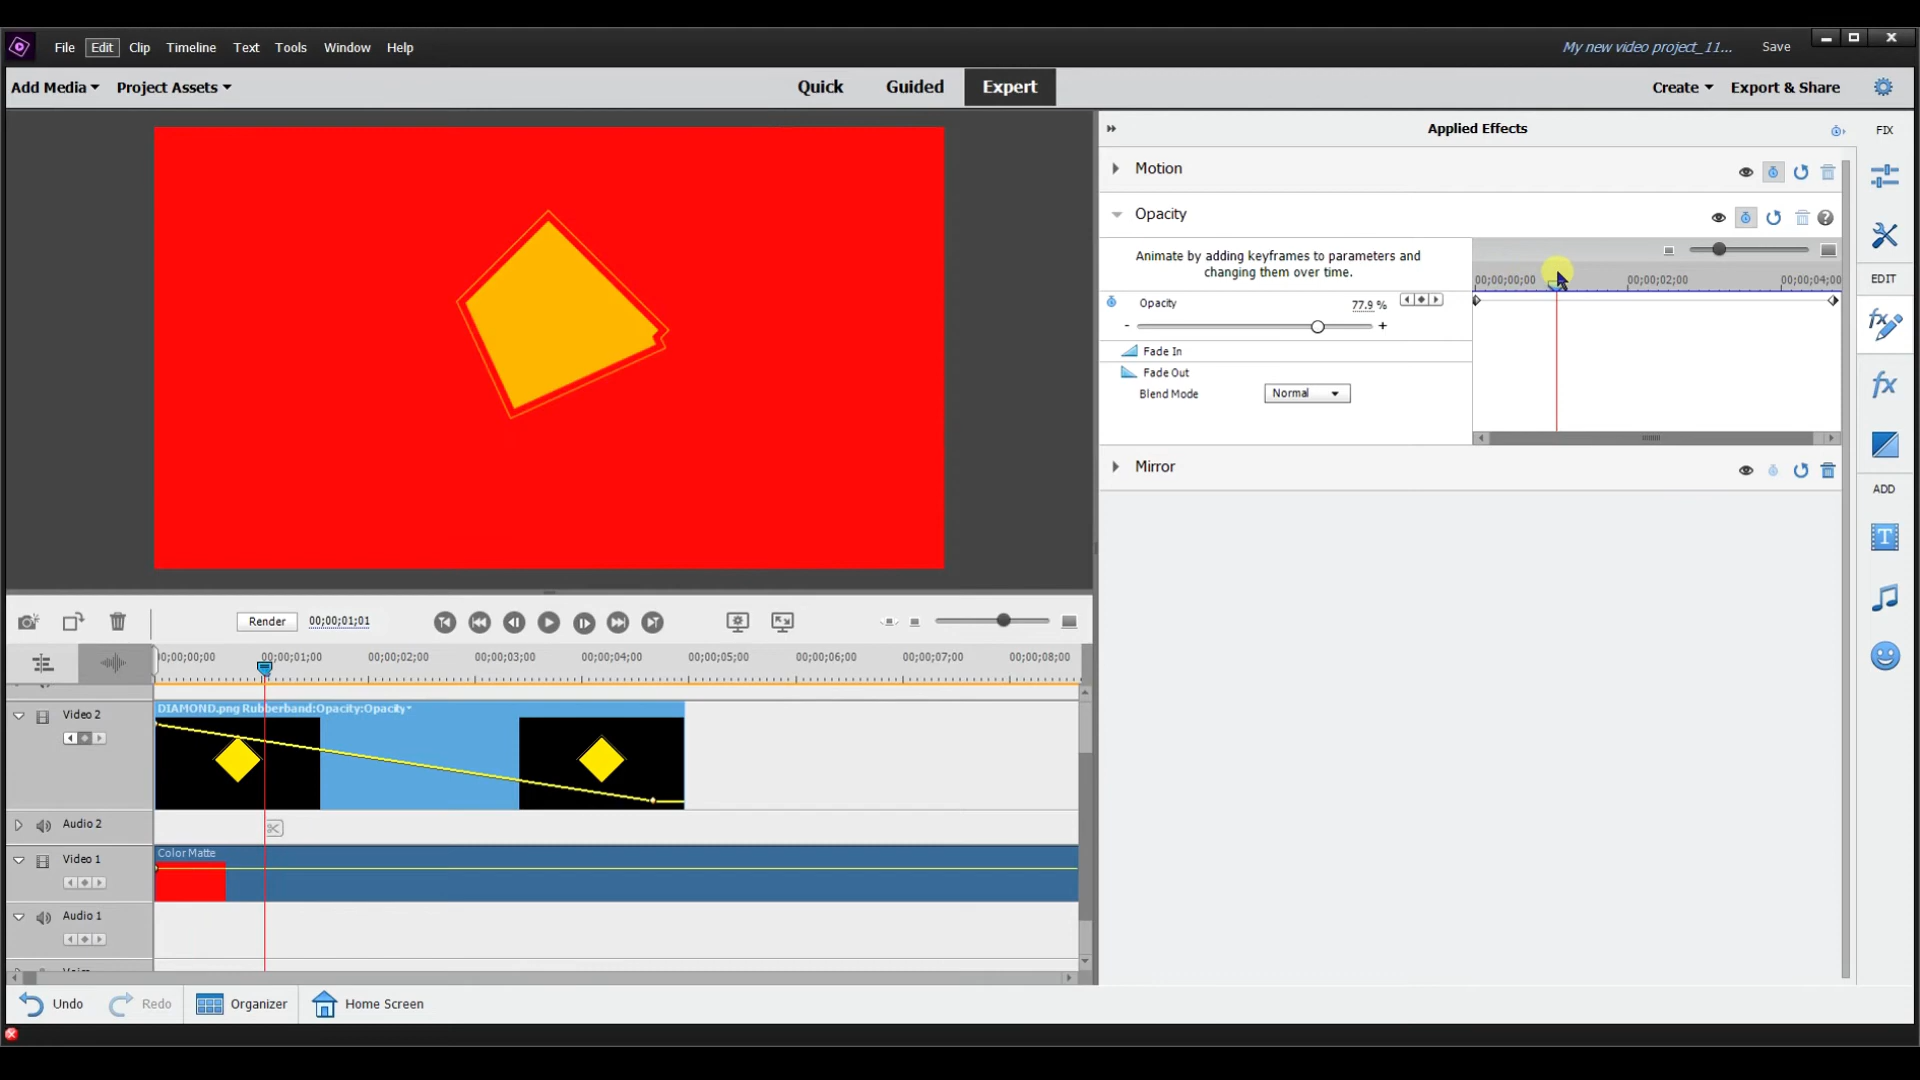 File Edit Clip Timeline Text Tools Window Help
My new video project_11... Save
Add Media Project Assets
Quick Guided Expert
Create Export & Share
Applied Effects
FIX
Motion
Opacity
Animate by adding keyframes to parameters and
changing them over time.
00;00;00;00 00;00;02;00 00;00;04;00
EDIT
Opacity 77.9 %
- +
Fade In
Fade Out
Blend Mode Normal
Mirror
ADD
Render 00;00;01;01
00;00;00;00 00;00;01;00 00;00;02;00 00;00;03;00 00;00;04;00 00;00;05;00 00;00;06;00 00;00;07;00 00;00;08;00
Video 2
DIAMOND.png Rubberband:Opacity:Opacity
Audio 2
Video 1
Color Matte
Audio 1
Undo Redo Organizer Home Screen